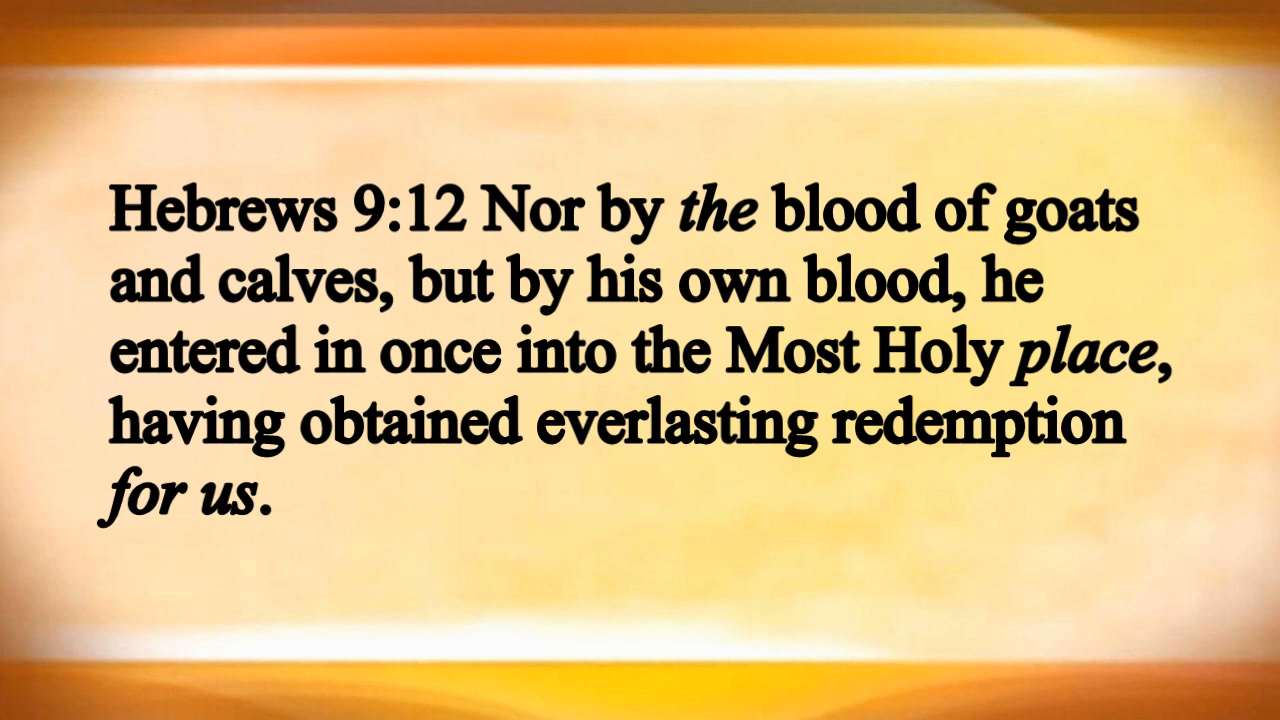 Hebrews 9:12 Nor by the blood of goats
and calves, but by his own blood, he
entered in once into the Most Holy place,
having obtained everlasting redemption
for us.